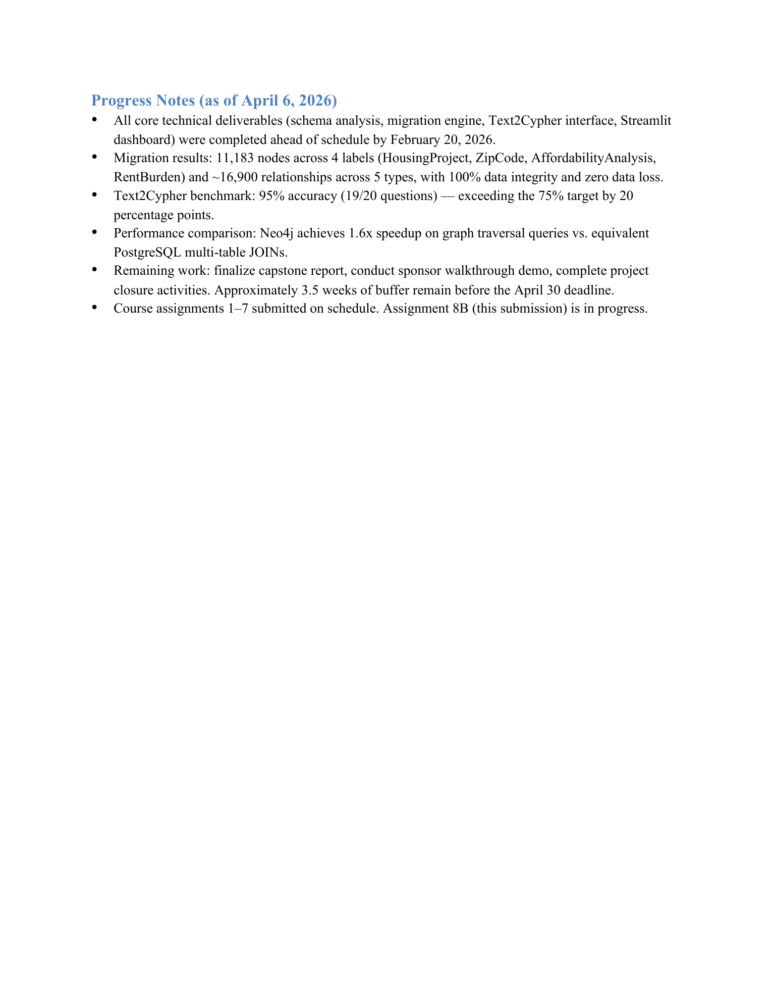 Progress Notes (as of April 6, 2026)
• All core technical deliverables (schema analysis, migration engine, Text2Cypher interface, Streamlit
dashboard) were completed ahead of schedule by February 20, 2026.
• Migration results: 11,183 nodes across 4 labels (HousingProject, ZipCode, AffordabilityAnalysis,
RentBurden) and ~16,900 relationships across 5 types, with 100% data integrity and zero data loss.
• Text2Cypher benchmark: 95% accuracy (19/20 questions) — exceeding the 75% target by 20
percentage points.
• Performance comparison: Neo4j achieves 1.6x speedup on graph traversal queries vs. equivalent
PostgreSQL multi-table JOINs.
• Remaining work: finalize capstone report, conduct sponsor walkthrough demo, complete project
closure activities. Approximately 3.5 weeks of buffer remain before the April 30 deadline.
• Course assignments 1–7 submitted on schedule. Assignment 8B (this submission) is in progress.